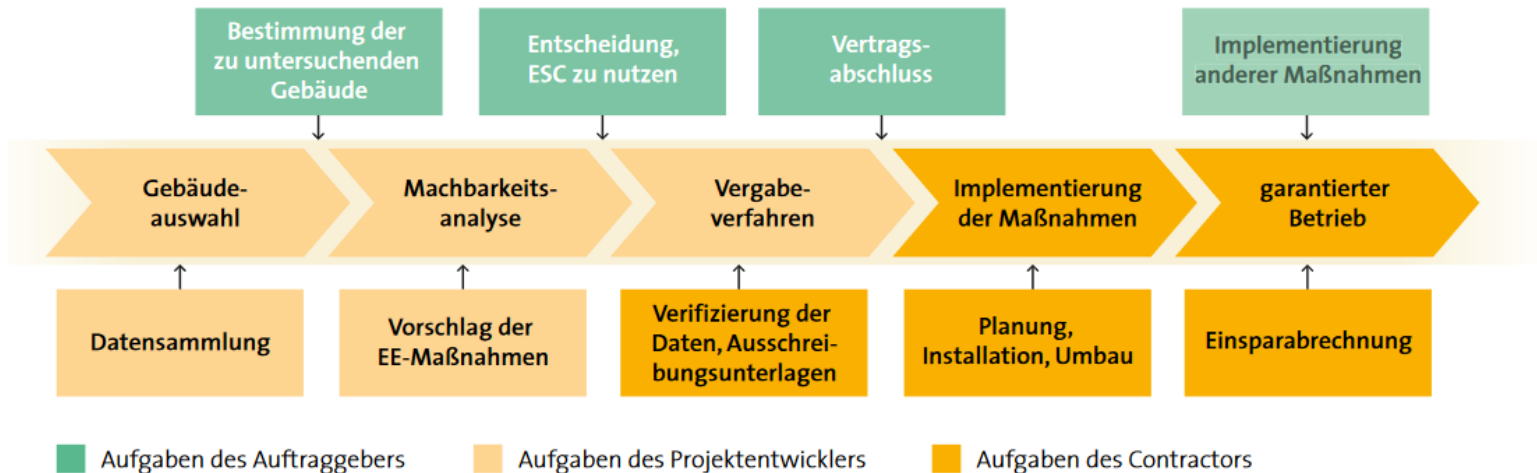 Bestimmung der
zu untersuchenden
Gebäude
Entscheidung,
ESC zu nutzen
Vertrags-
abschluss
Implementierung
anderer Maßnahmen
Gebäude-
auswahl
Machbarkeits-
analyse
Vergabe-
verfahren
Implementierung
der Maßnahmen
garantierter
Betrieb
Datensammlung
Vorschlag der
EE-Maßnahmen
Verifizierung der
Daten, Ausschrei-
bungsunterlagen
Planung,
Installation, Umbau
Einsparabrechnung
Aufgaben des Auftraggebers
Aufgaben des Projektentwicklers
Aufgaben des Contractors